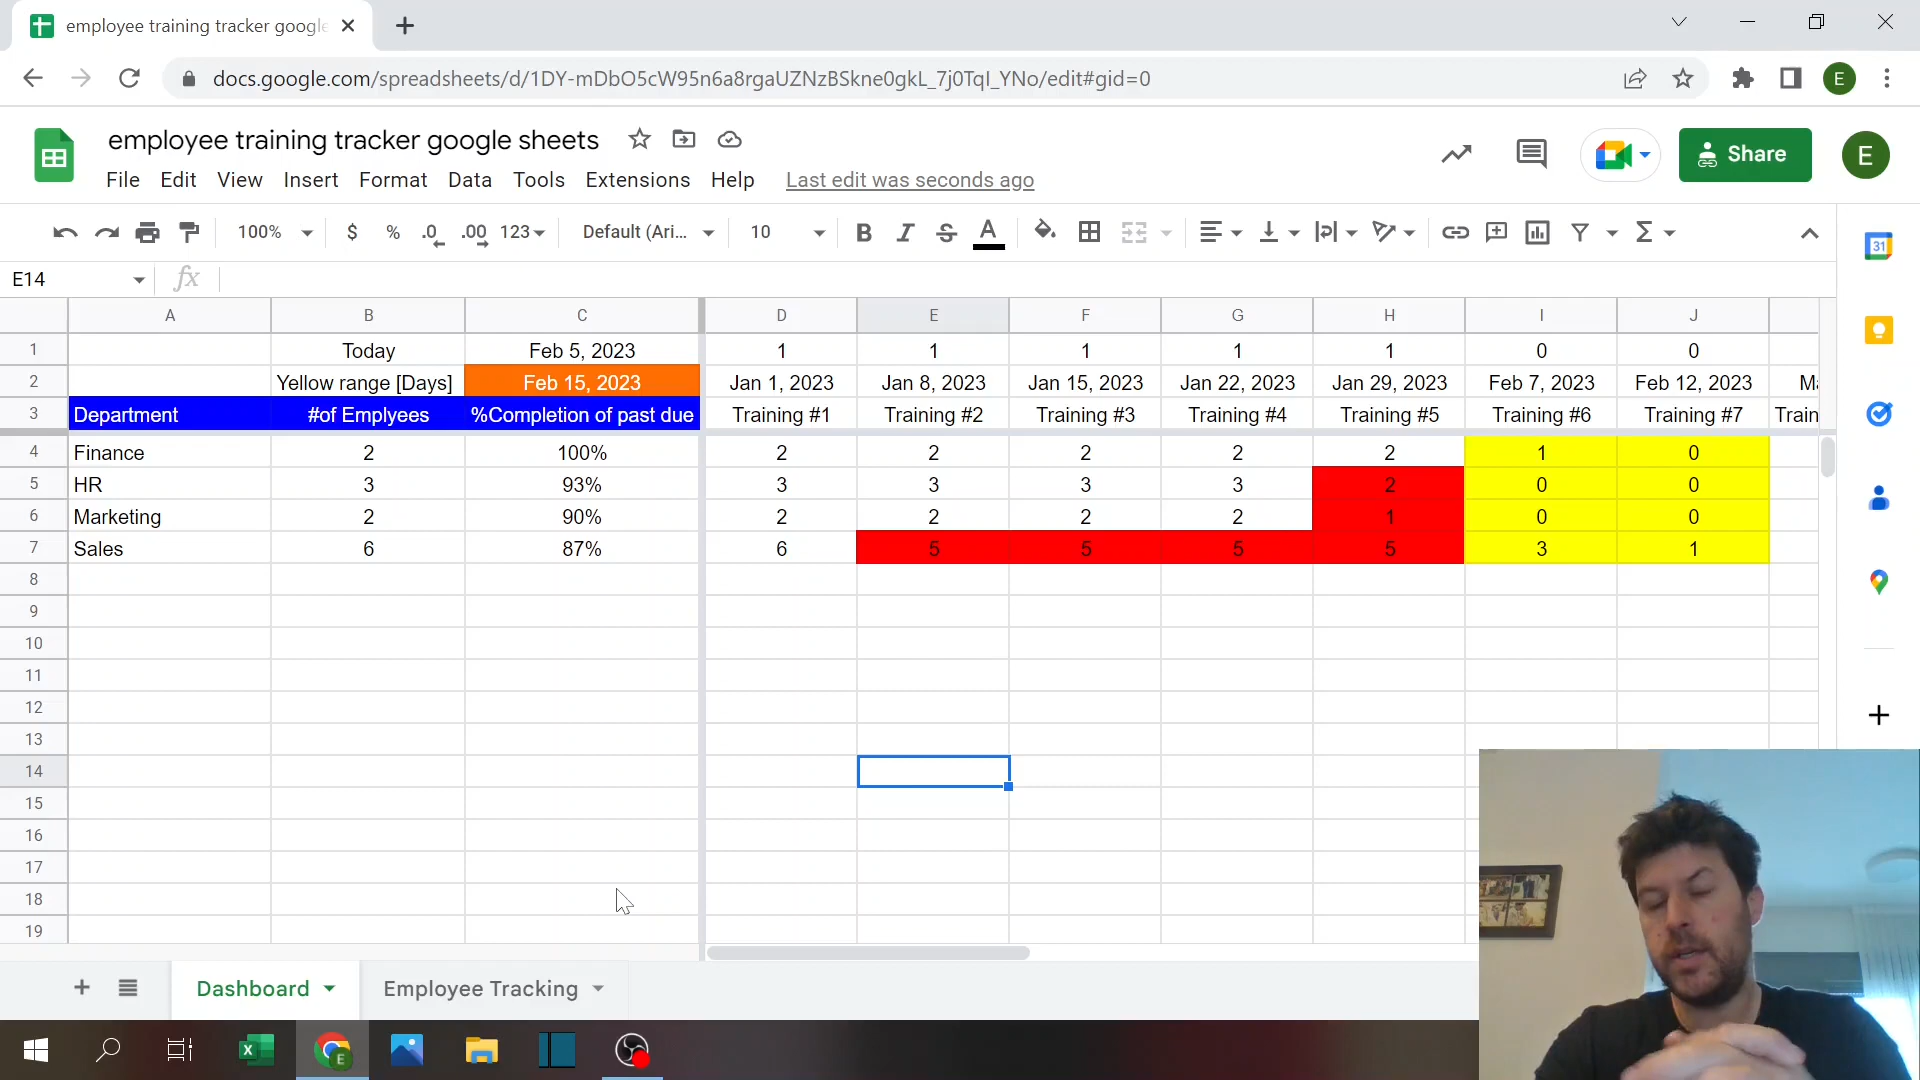 employee training tracker google
docs.google.com/spreadsheets/d/1DY-mDbO5cW95n6a8rgaUZNzBSkne0gkL_7j0TqI_YNo/edit#gid=0
E
employee training tracker google sheets
Share
E
File Edit View Insert Format Data Tools Extensions Help Last edit was seconds ago
100% $ % .0 .00 123 Default (Ari... 10 B I S A
31
E14 fx
A B C D E F G H I J
1 Today Feb 5, 2023 1 1 1 1 1 0 0
2 Yellow range [Days] Feb 15, 2023 Jan 1, 2023 Jan 8, 2023 Jan 15, 2023 Jan 22, 2023 Jan 29, 2023 Feb 7, 2023 Feb 12, 2023
3 Department #of Emplyees %Completion of past due Training #1 Training #2 Training #3 Training #4 Training #5 Training #6 Training #7 Train
4 Finance 2 100% 2 2 2 2 2 1 0
5 HR 3 93% 3 3 3 3 2 0 0
6 Marketing 2 90% 2 2 2 2 1 0 0
7 Sales 6 87% 6 5 5 5 5 3 1
8
9
10
11
12
13
14
15
16
17
18
19
Dashboard Employee Tracking
E